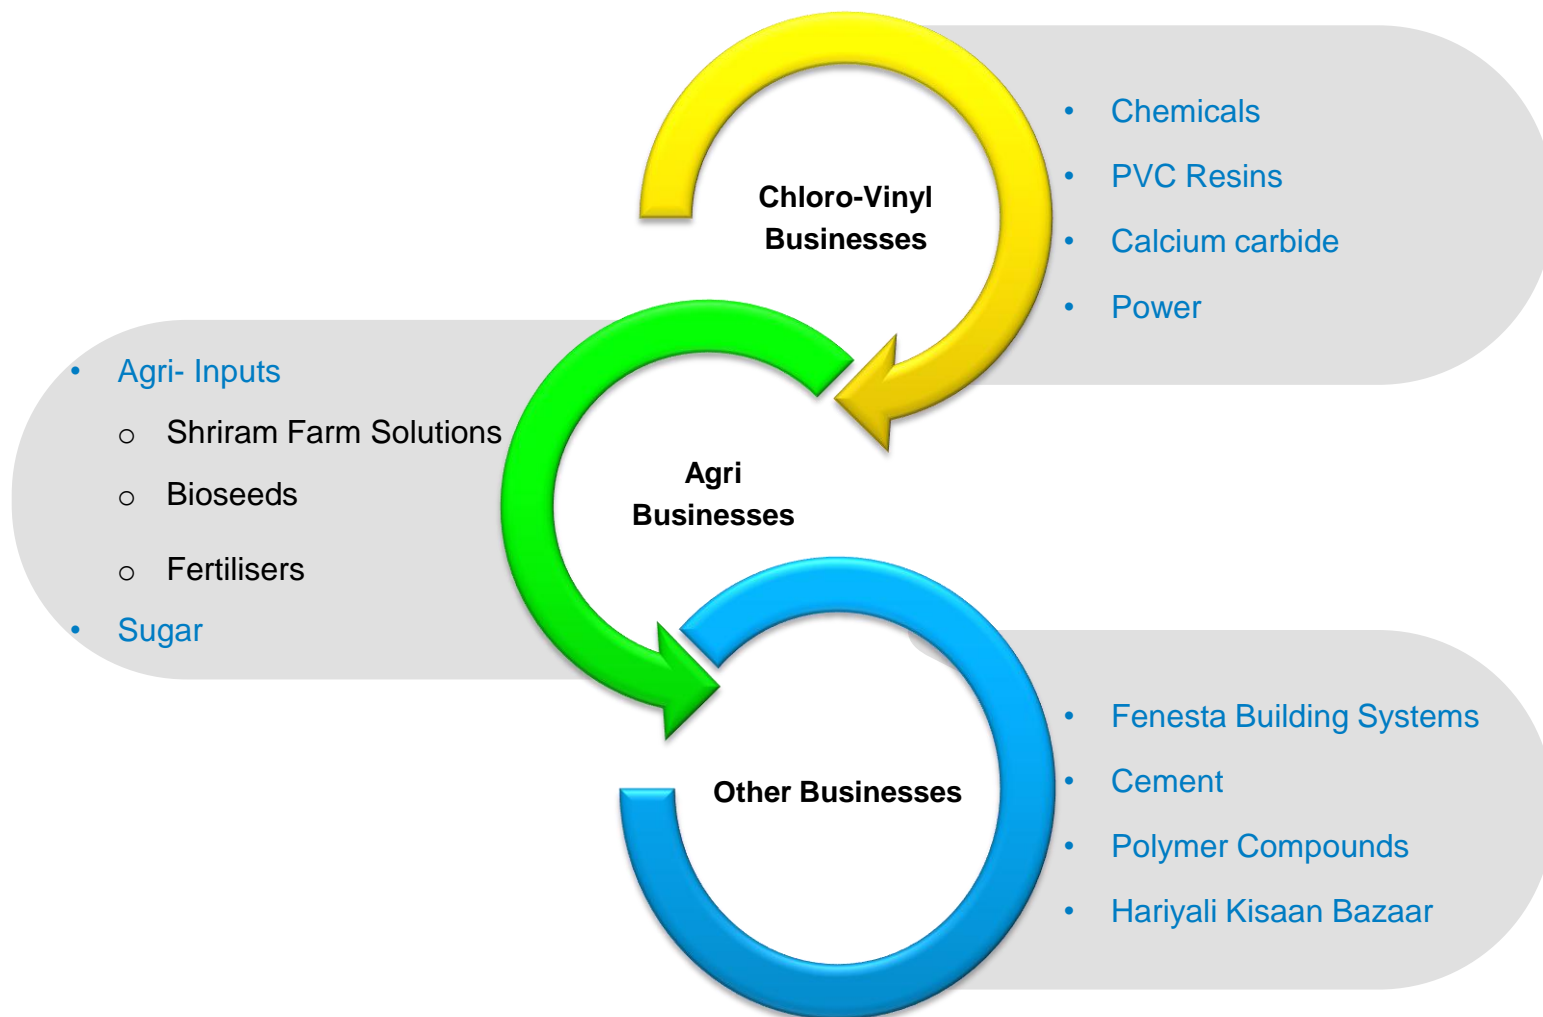 Chloro-Vinyl
Businesses
• Chemicals
• PVC Resins
• Calcium carbide
• Power
Agri
Businesses
• Agri- Inputs
o Shriram Farm Solutions
o Bioseeds
o Fertilisers
• Sugar
Other Businesses
• Fenesta Building Systems
• Cement
• Polymer Compounds
• Hariyali Kisaan Bazaar